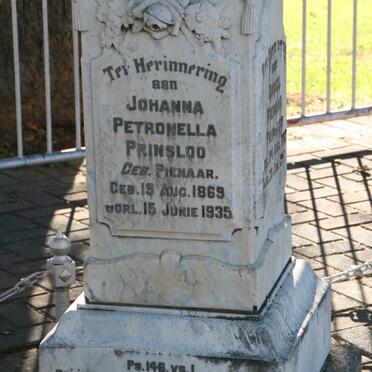 Ter Herinnering
aan
JOHANNA
PETRONELLA
PRINSLOO
GEB. PIENAAR.
GEB. 19 AUG. 1869
OORL. 15 JUNIE 1935
Ps. 146. vs. 1